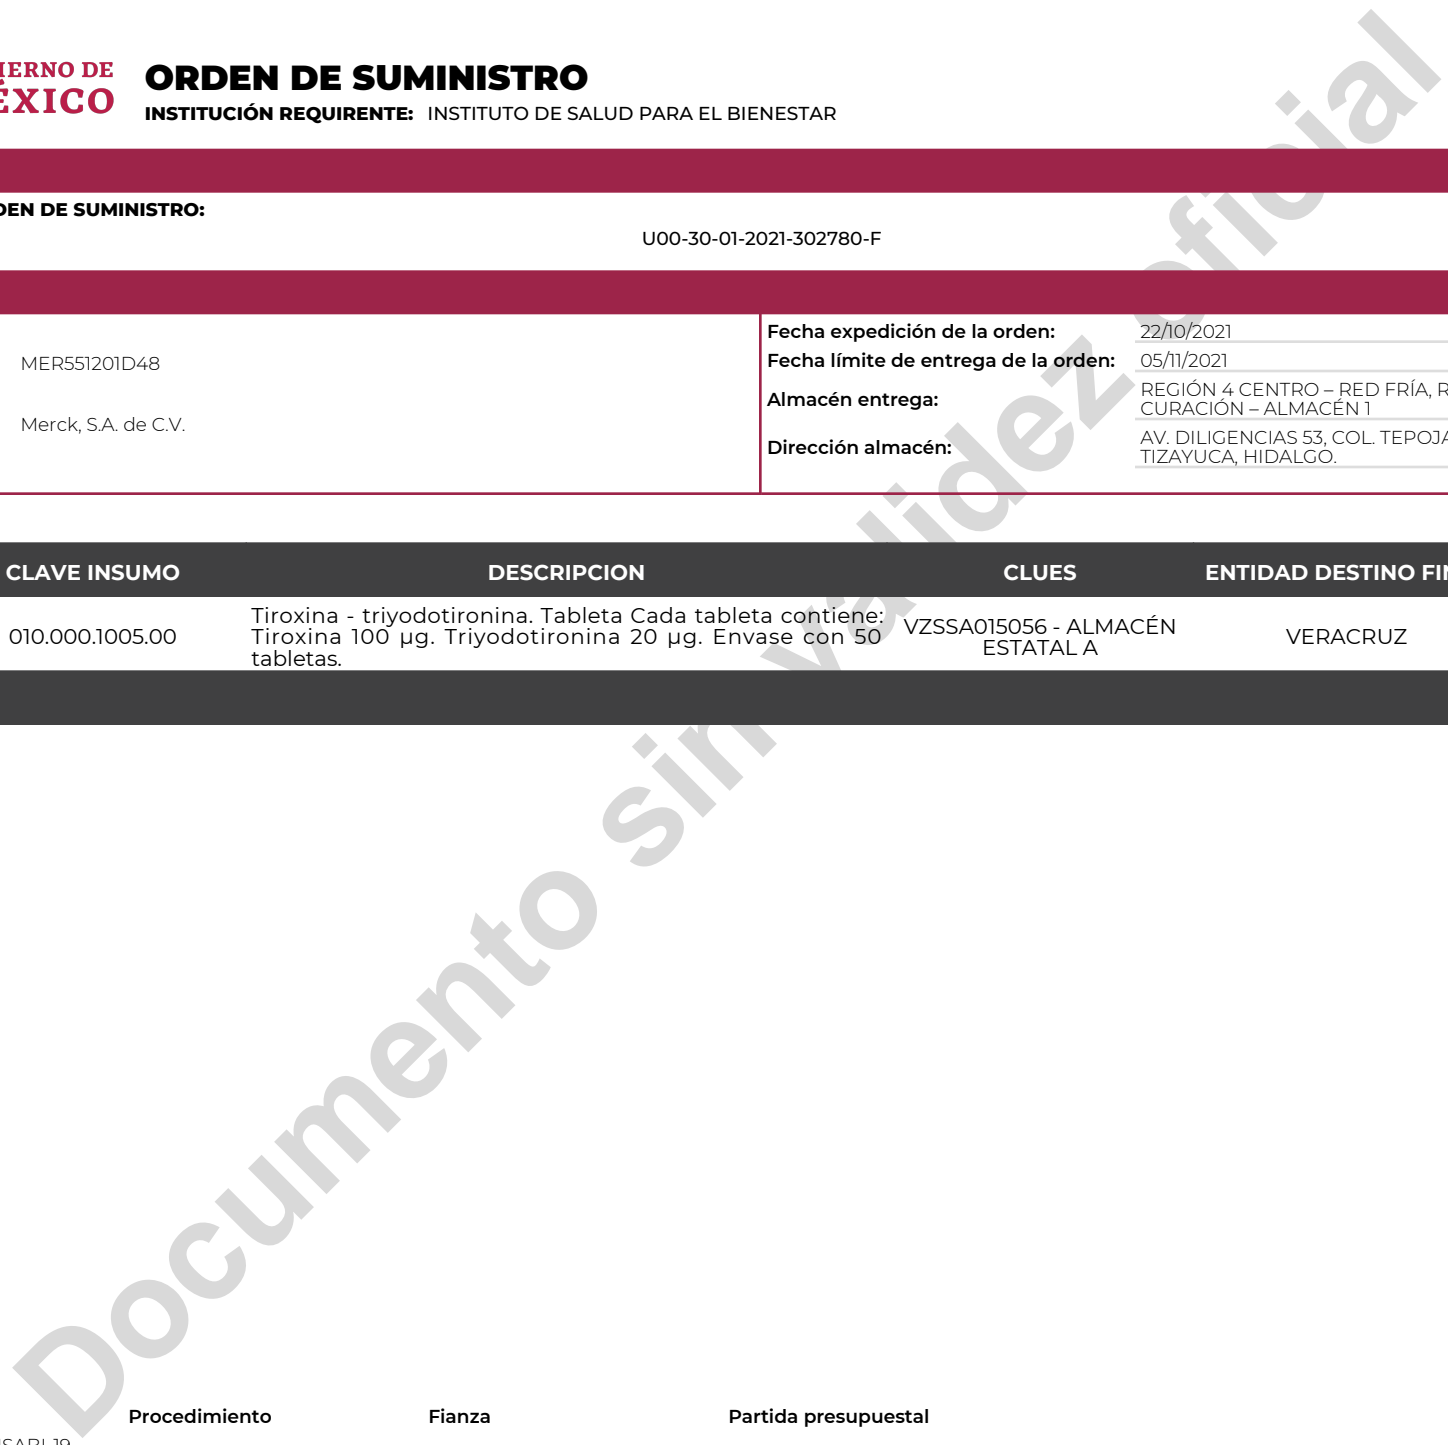 IERNO DE
ÉXICO
ORDEN DE SUMINISTRO
INSTITUCIÓN REQUIRENTE: INSTITUTO DE SALUD PARA EL BIENESTAR
DEN DE SUMINISTRO:
U00-30-01-2021-302780-F
MER551201D48
Merck, S.A. de C.V.
Fecha expedición de la orden: 22/10/2021
Fecha límite de entrega de la orden: 05/11/2021
Almacén entrega: REGIÓN 4 CENTRO – RED FRÍA, R
CURACIÓN – ALMACÉN 1
Dirección almacén: AV. DILIGENCIAS 53, COL. TEPOJA
TIZAYUCA, HIDALGO.
CLAVE INSUMO DESCRIPCION CLUES ENTIDAD DESTINO FIN
010.000.1005.00
Tiroxina - triyodotironina. Tableta Cada tableta contiene:
Tiroxina 100 µg. Triyodotironina 20 µg. Envase con 50
tabletas.
VZSSA015056 - ALMACÉN
ESTATAL A
VERACRUZ
Documento sin validez oficial
Procedimiento Fianza Partida presupuestal